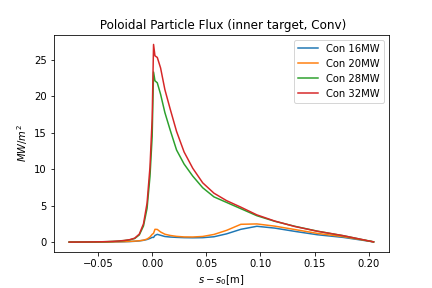 Poloidal Particle Flux (inner target, Conv)
MW/m²
25
20
15
10
5
0
Con 16MW
Con 20MW
Con 28MW
Con 32MW
−0.05
0.00
0.05
0.10
0.15
0.20
s − s₀[m]